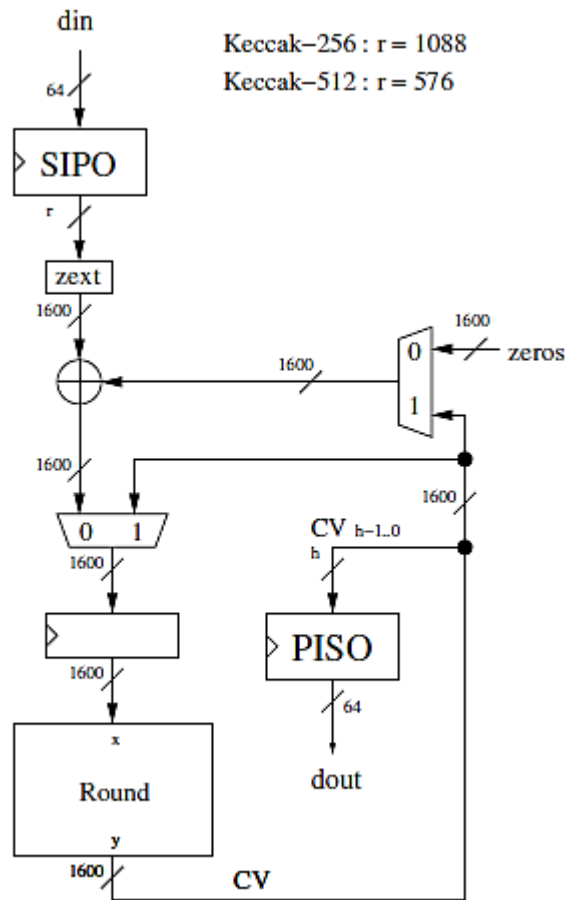 din
Keccak-256 : r = 1088
Keccak-512 : r = 576
64
SIPO
r
zext
1600
1600
0
zeros
1600
1
1600
1600
0 1
CV h-1..0
h
1600
PISO
1600
64
x
Round
dout
y
1600
CV